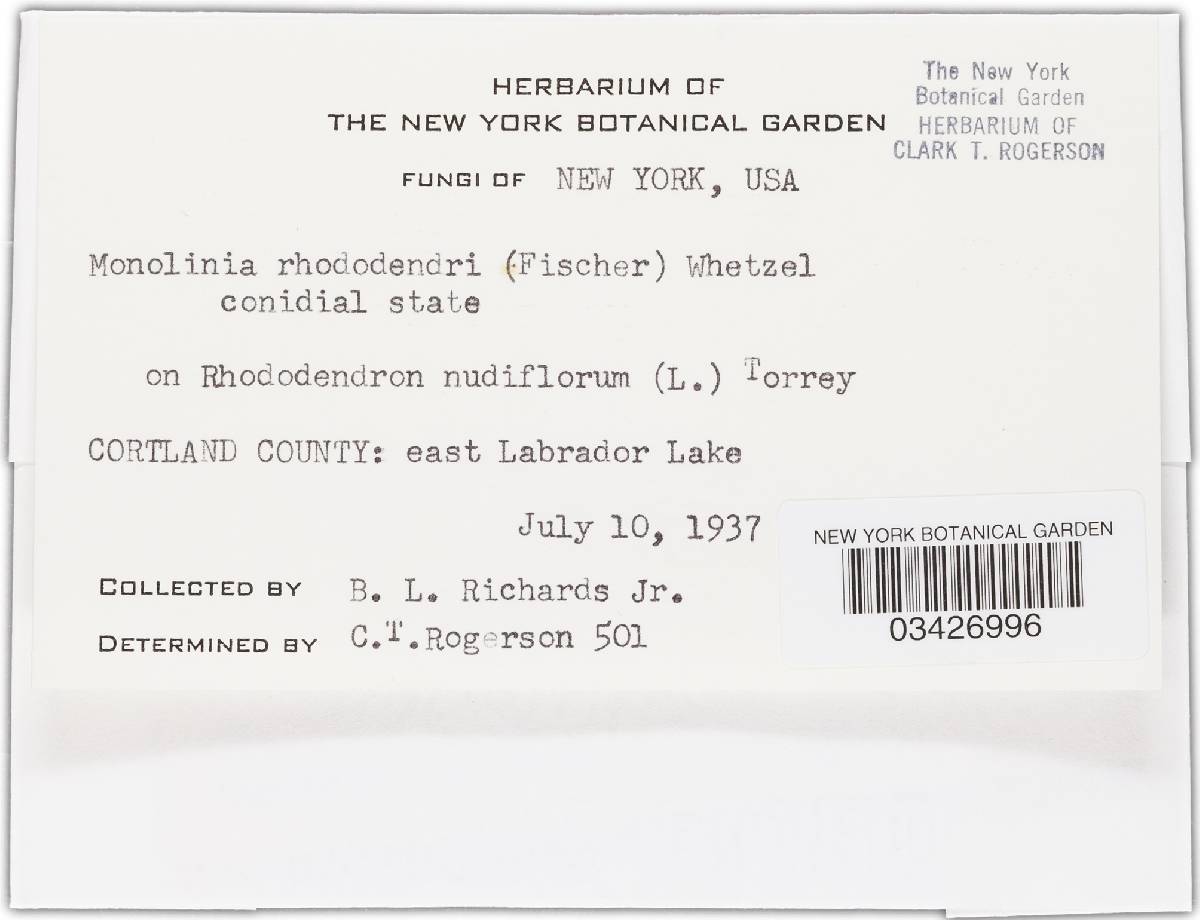 HERBARIUM OF
THE NEW YORK BOTANICAL GARDEN
The New York
Botanical Garden
HERBARIUM OF
CLARK T. ROGERSON
FUNGI OF NEW YORK, USA
Monolinia rhododendri (Fischer) Whetzel
conidial state
on Rhododendron nudiflorum (L.) Torrey
CORTLAND COUNTY: east Labrador Lake
July 10, 1937
COLLECTED BY B. L. Richards Jr.
DETERMINED BY C.T.Rogerson 501
NEW YORK BOTANICAL GARDEN
03426996